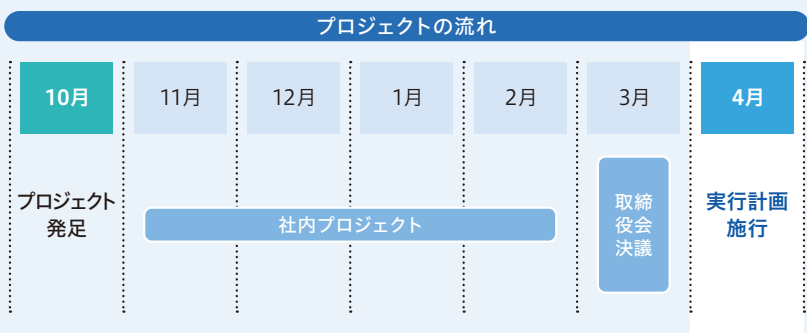 プロジェクトの流れ
10月
11月
12月
1月
2月
3月
4月
プロジェクト
発足
社内プロジェクト
取締
役会
決議
実行計画
施行